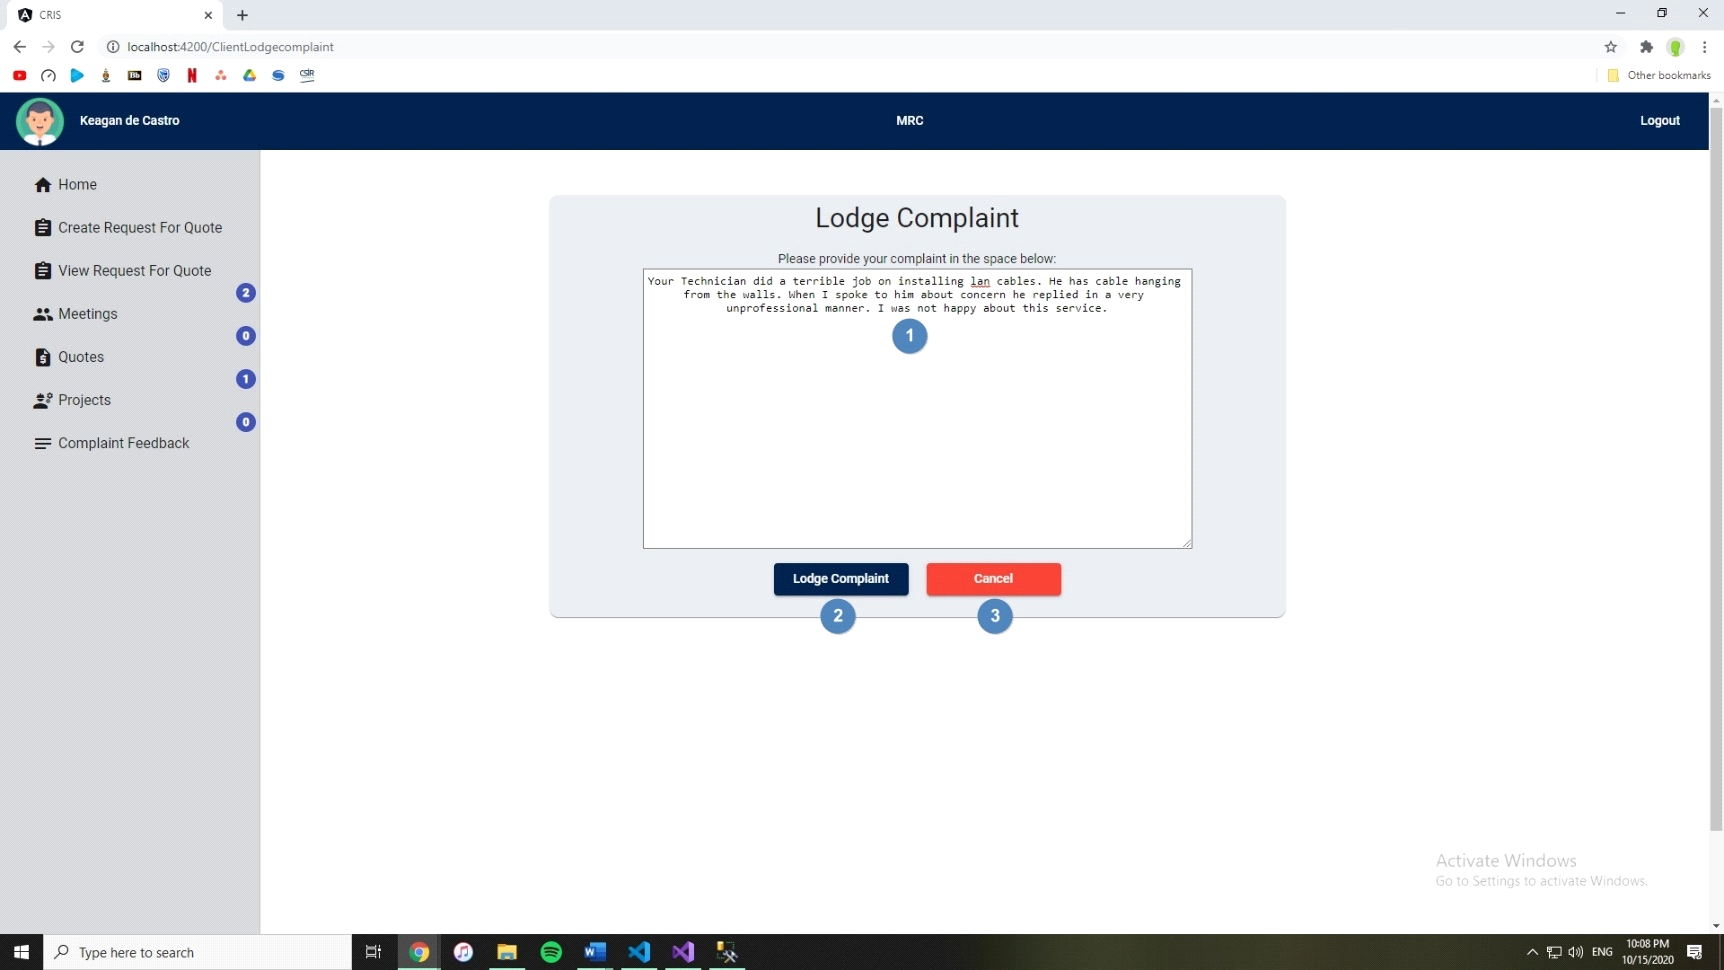 CRIS
localhost:4200/ClientLodgecomplaint
Bb
N
CSIR
Other bookmarks
Keagan de Castro
MRC
Logout
Home
Create Request For Quote
View Request For Quote
2
Meetings
0
Quotes
1
Projects
0
Complaint Feedback
Lodge Complaint
Please provide your complaint in the space below:
Your Technician did a terrible job on installing lan cables. He has cable hanging
from the walls. When I spoke to him about concern he replied in a very
unprofessional manner. I was not happy about this service.
1
Lodge Complaint
Cancel
2
3
Activate Windows
Go to Settings to activate Windows.
Type here to search
ENG
10:08 PM
10/15/2020